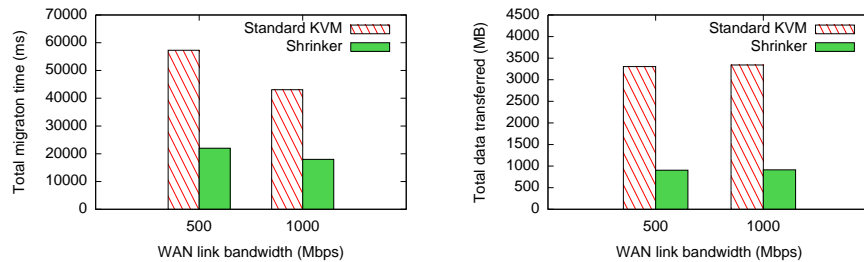 Total migraton time (ms)
70000
60000
50000
40000
30000
20000
10000
0
Standard KVM
Shrinker
500
1000
WAN link bandwidth (Mbps)
Total data transferred (MB)
4500
4000
3500
3000
2500
2000
1500
1000
500
0
Standard KVM
Shrinker
500
1000
WAN link bandwidth (Mbps)